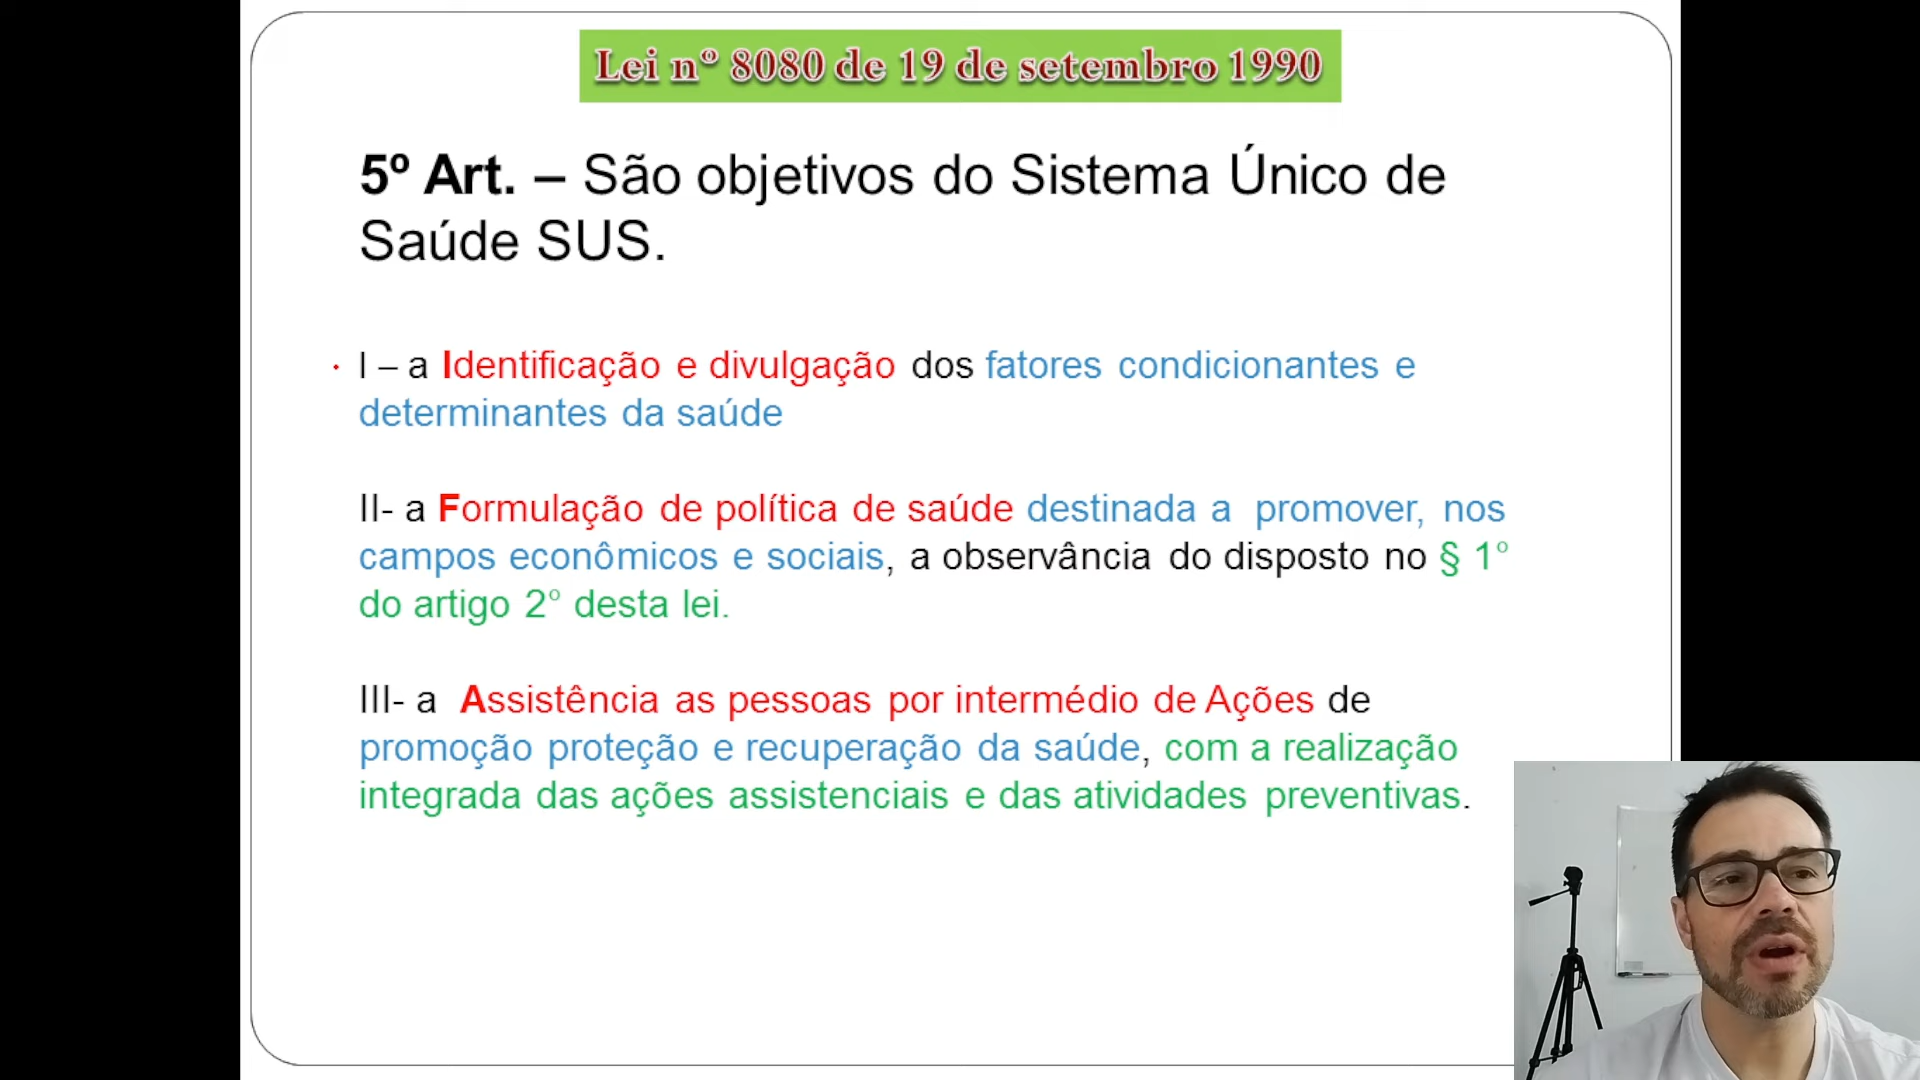 Lei nº 8080 de 19 de setembro 1990
5º Art. – São objetivos do Sistema Único de
Saúde SUS.
I – a Identificação e divulgação dos fatores condicionantes e
determinantes da saúde
II- a Formulação de política de saúde destinada a promover, nos
campos econômicos e sociais, a observância do disposto no § 1°
do artigo 2° desta lei.
III- a Assistência as pessoas por intermédio de Ações de
promoção proteção e recuperação da saúde, com a realização
integrada das ações assistenciais e das atividades preventivas.